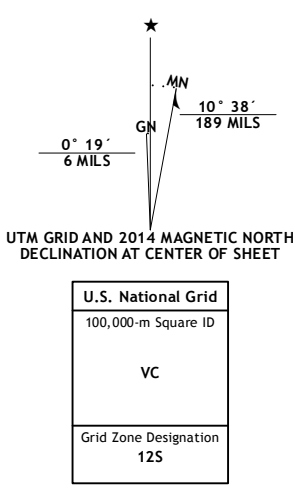 ★
MN
GN
10° 38´
189 MILS
0° 19´
6 MILS
UTM GRID AND 2014 MAGNETIC NORTH
DECLINATION AT CENTER OF SHEET
U.S. National Grid
100,000-m Square ID
VC
Grid Zone Designation
12S